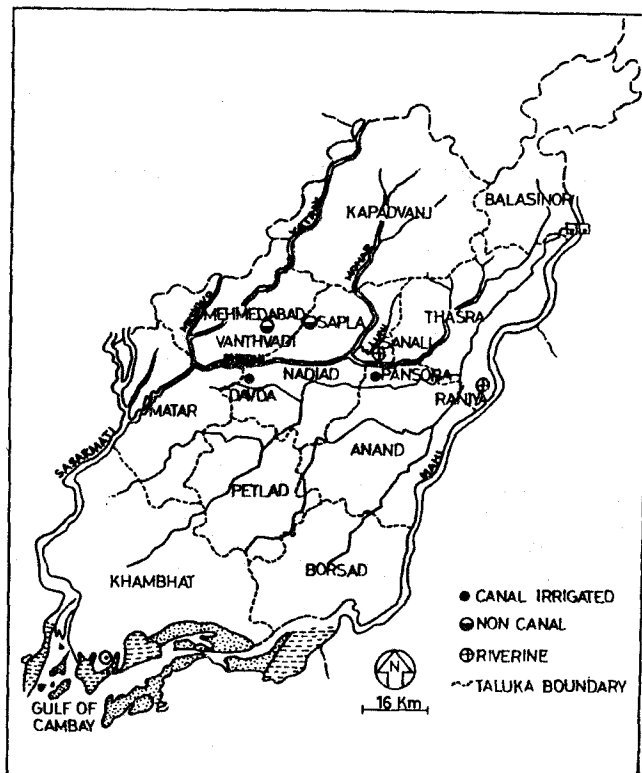 BALASINOR
KAPADVANJ
MOHAR
MEHMEDABAD
SAPLA
THASRA
VANTHVADI
SANALI
NADIAD
PANSORA
DAVDA
RANIYA
MATAR
ANAND
SABARMATI
MAHI
PETLAD
KHAMBHAT
BORSAD
CANAL IRRIGATED
NON CANAL
RIVERINE
TALUKA BOUNDARY
N
16 Km
GULF OF
CAMBAY